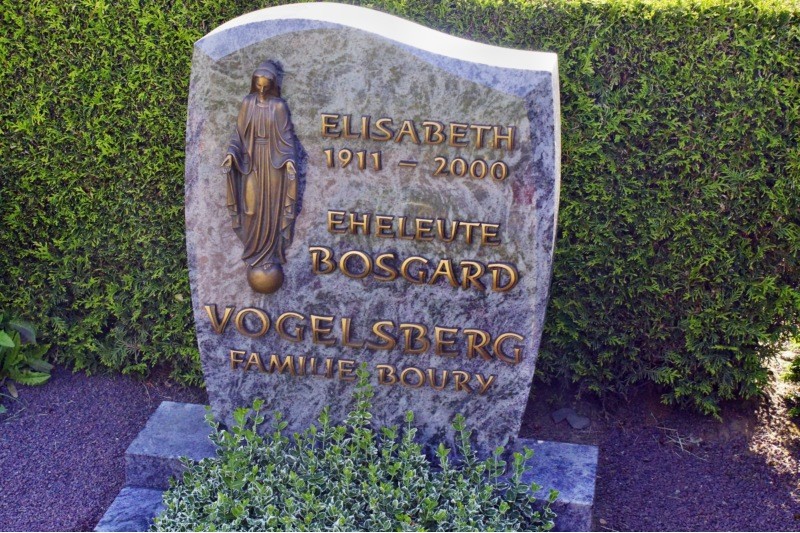 ELISABETH
1911 – 2000
EHELEUTE
BOSGARD
VOGELSBERG
FAMILIE BOURY